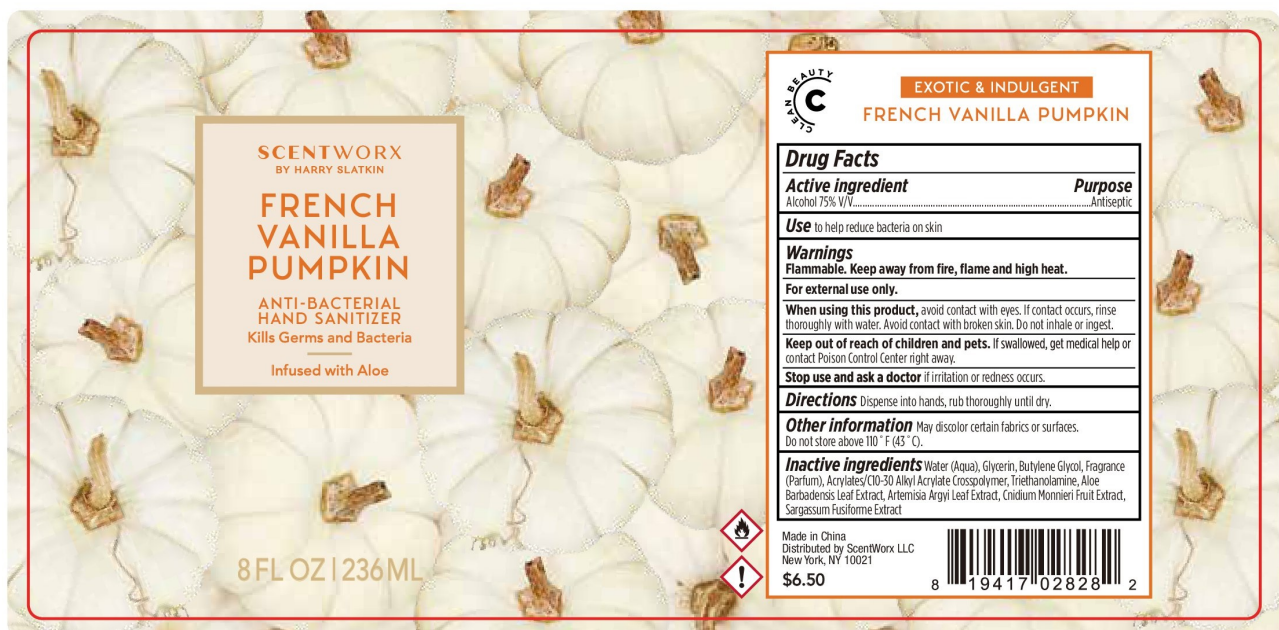 SCENTWORX
BY HARRY SLATKIN
FRENCH
VANILLA
PUMPKIN
ANTI-BACTERIAL
HAND SANITIZER
Kills Germs and Bacteria
Infused with Aloe
8 FL OZ | 236 ML
CLEAN BEAUTY
C
EXOTIC & INDULGENT
FRENCH VANILLA PUMPKIN
Drug Facts
Active ingredient Purpose
Alcohol 75% V/V....................................................................................Antiseptic
Use to help reduce bacteria on skin
Warnings
Flammable. Keep away from fire, flame and high heat.
For external use only.
When using this product, avoid contact with eyes. If contact occurs, rinse
thoroughly with water. Avoid contact with broken skin. Do not inhale or ingest.
Keep out of reach of children and pets. If swallowed, get medical help or
contact Poison Control Center right away.
Stop use and ask a doctor if irritation or redness occurs.
Directions Dispense into hands, rub thoroughly until dry.
Other information May discolor certain fabrics or surfaces.
Do not store above 110˚F (43˚C).
Inactive ingredients Water (Aqua), Glycerin, Butylene Glycol, Fragrance
(Parfum), Acrylates/C10-30 Alkyl Acrylate Crosspolymer, Triethanolamine, Aloe
Barbadensis Leaf Extract, Artemisia Argyi Leaf Extract, Cnidium Monnieri Fruit Extract,
Sargassum Fusiforme Extract
Made in China
Distributed by ScentWorx LLC
New York, NY 10021
$6.50
8 19417 02828 2